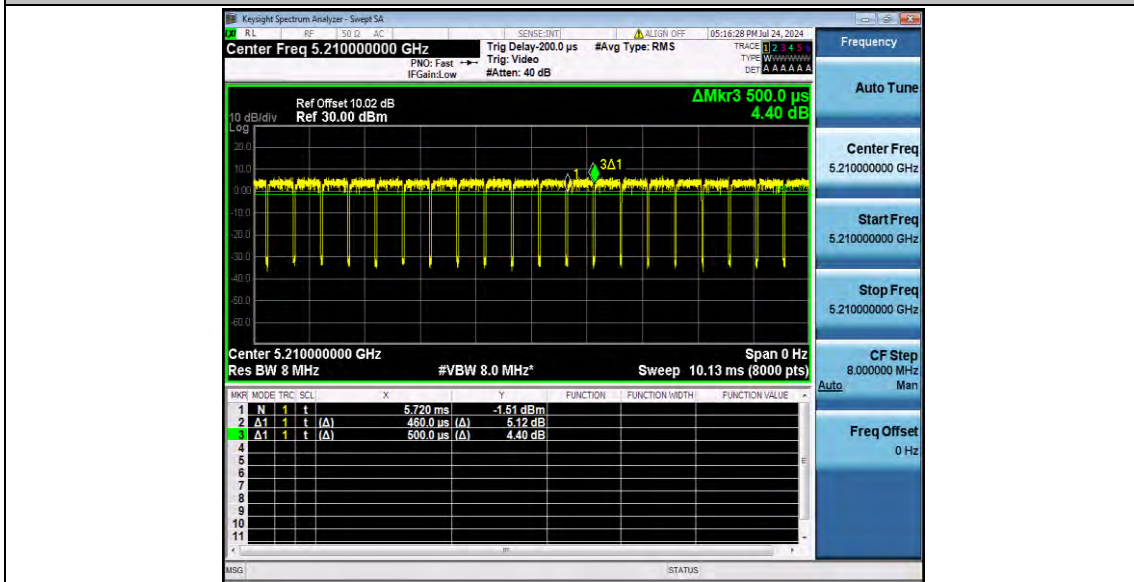 Keysight Spectrum Analyzer - Swept SA
RL RF 50 Ω AC SENSE:INT ALIGN OFF 05:16:28 PM Jul 24, 2024
Center Freq 5.210000000 GHz
PNO: Fast
IFGain:Low
Trig Delay-200.0 µs
Trig: Video
#Atten: 40 dB
#Avg Type: RMS
TRACE 1 2 3 4 5 6
TYPE WWWWWW
DET A A A A A A
ΔMkr3 500.0 µs
4.40 dB
Ref Offset 10.02 dB
10 dB/div Ref 30.00 dBm
Log
20.0
10.0
0.00
-10.0
-20.0
-30.0
-40.0
-50.0
-60.0
1
3Δ1
Center 5.210000000 GHz Span 0 Hz
Res BW 8 MHz #VBW 8.0 MHz* Sweep 10.13 ms (8000 pts)
MKR MODE TRC SCL X Y FUNCTION FUNCTION WIDTH FUNCTION VALUE
1 N 1 t 5.720 ms -1.51 dBm
2 Δ1 1 t (Δ) 460.0 µs (Δ) 5.12 dB
3 Δ1 1 t (Δ) 500.0 µs (Δ) 4.40 dB
4
5
6
7
8
9
10
11
MSG STATUS
Frequency
Auto Tune
Center Freq
5.210000000 GHz
Start Freq
5.210000000 GHz
Stop Freq
5.210000000 GHz
CF Step
8.000000 MHz
Auto Man
Freq Offset
0 Hz